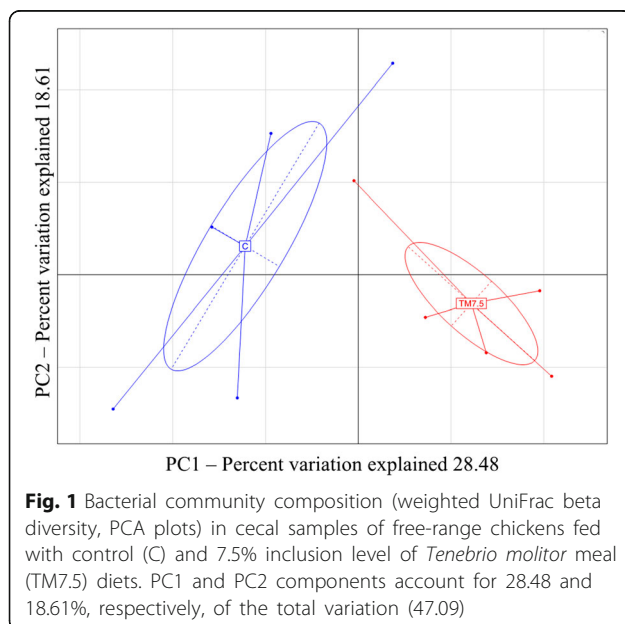 PC2 – Percent variation explained 18.61
C
TM7.5
PC1 – Percent variation explained 28.48
Fig. 1 Bacterial community composition (weighted UniFrac beta
diversity, PCA plots) in cecal samples of free-range chickens fed
with control (C) and 7.5% inclusion level of Tenebrio molitor meal
(TM7.5) diets. PC1 and PC2 components account for 28.48 and
18.61%, respectively, of the total variation (47.09)